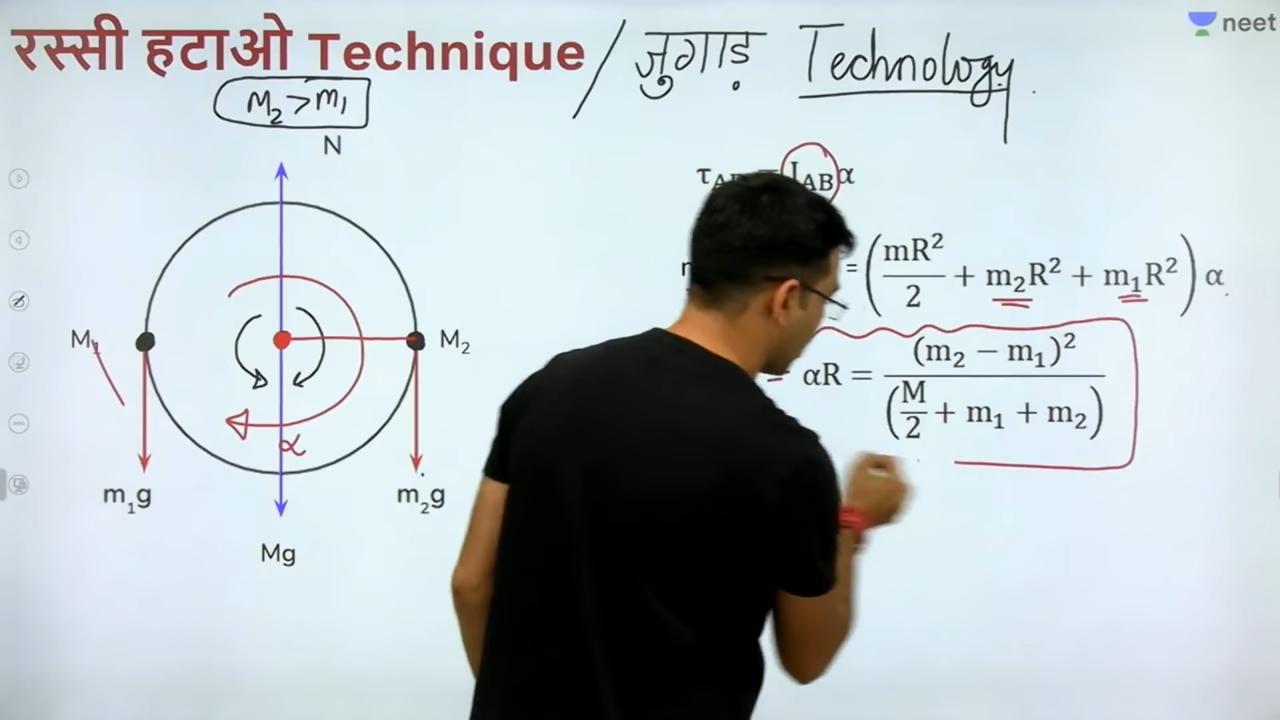 रस्सी हटाओ Technique / जुगाड़ Technology
neet
M₂ > m₁
N
M₁
M₂
α
m₁g
m₂g
Mg
I_AB α
= (mR²/2 + m₂R² + m₁R²) α
αR = (m₂ − m₁)² / (M/2 + m₁ + m₂)